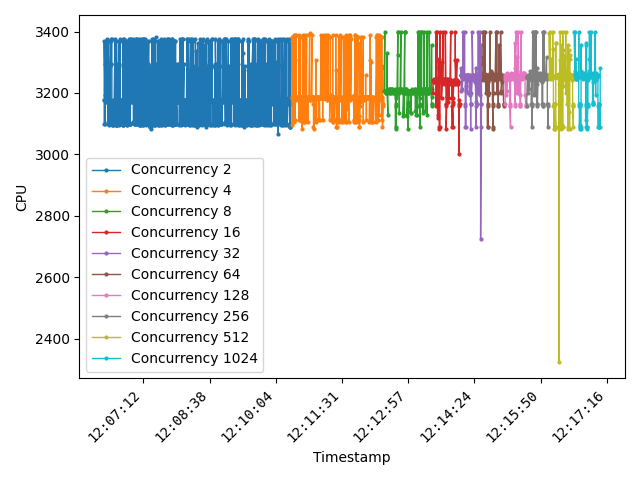 3400
3200
3000
2800
2600
2400
CPU
Concurrency 2
Concurrency 4
Concurrency 8
Concurrency 16
Concurrency 32
Concurrency 64
Concurrency 128
Concurrency 256
Concurrency 512
Concurrency 1024
12:07:12
12:08:38
12:10:04
12:11:31
12:12:57
12:14:24
12:15:50
12:17:16
Timestamp